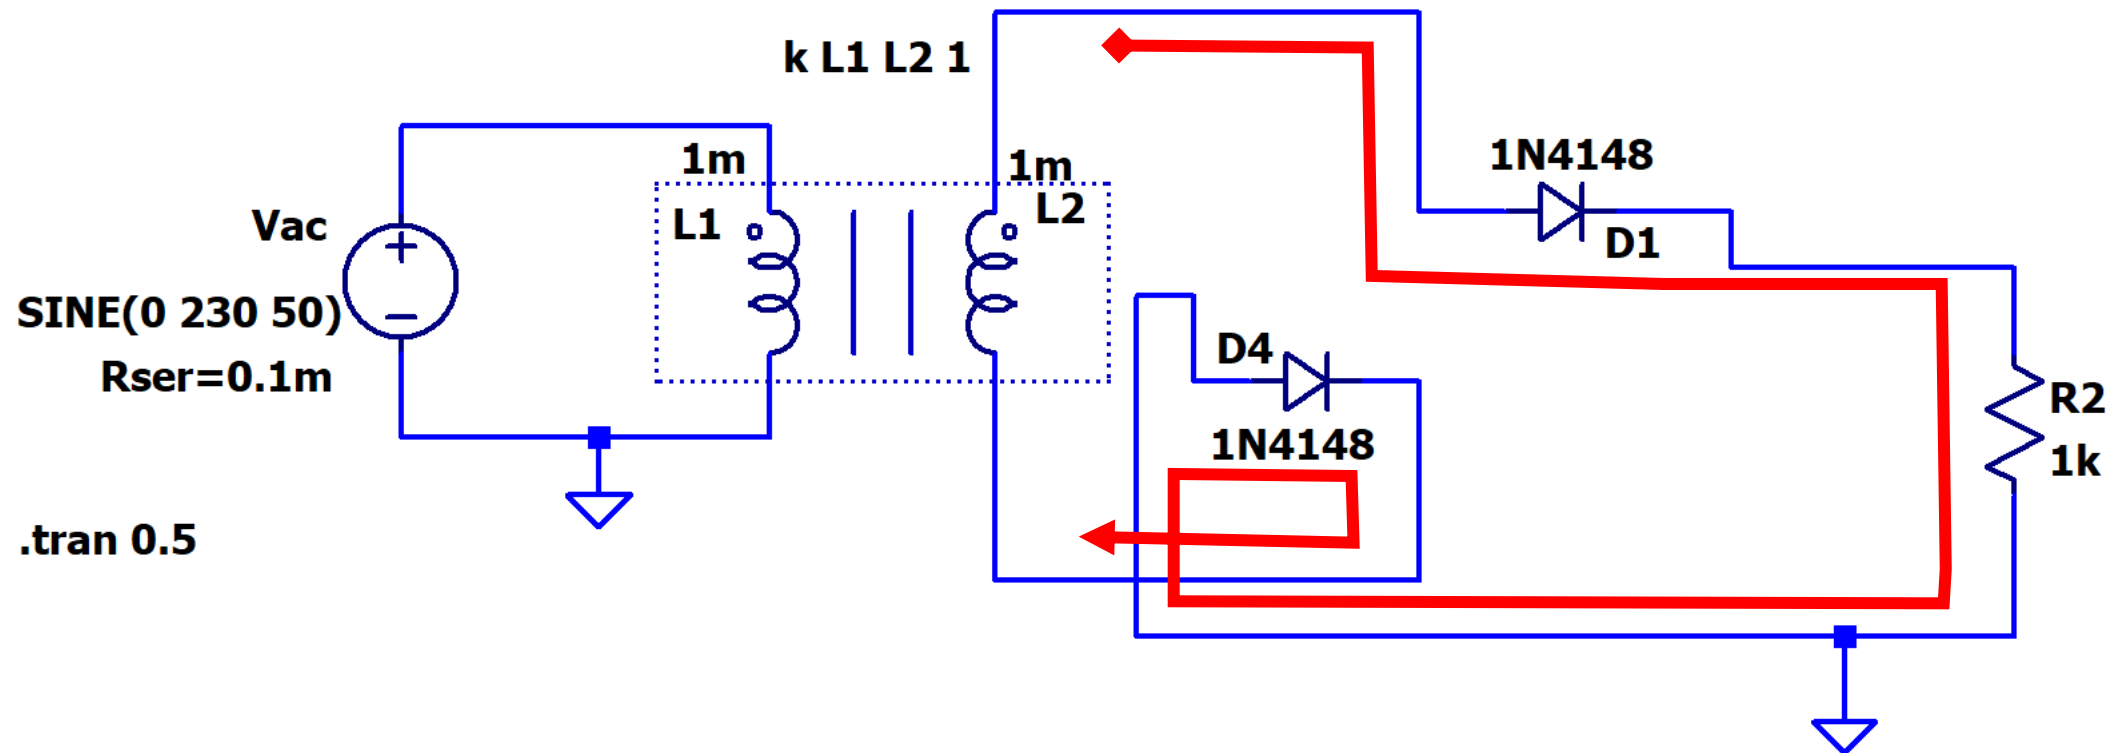 k L1 L2 1
1m
1m
L1
L2
Vac
SINE(0 230 50)
Rser=0.1m
.tran 0.5
1N4148
D1
D4
1N4148
R2
1k